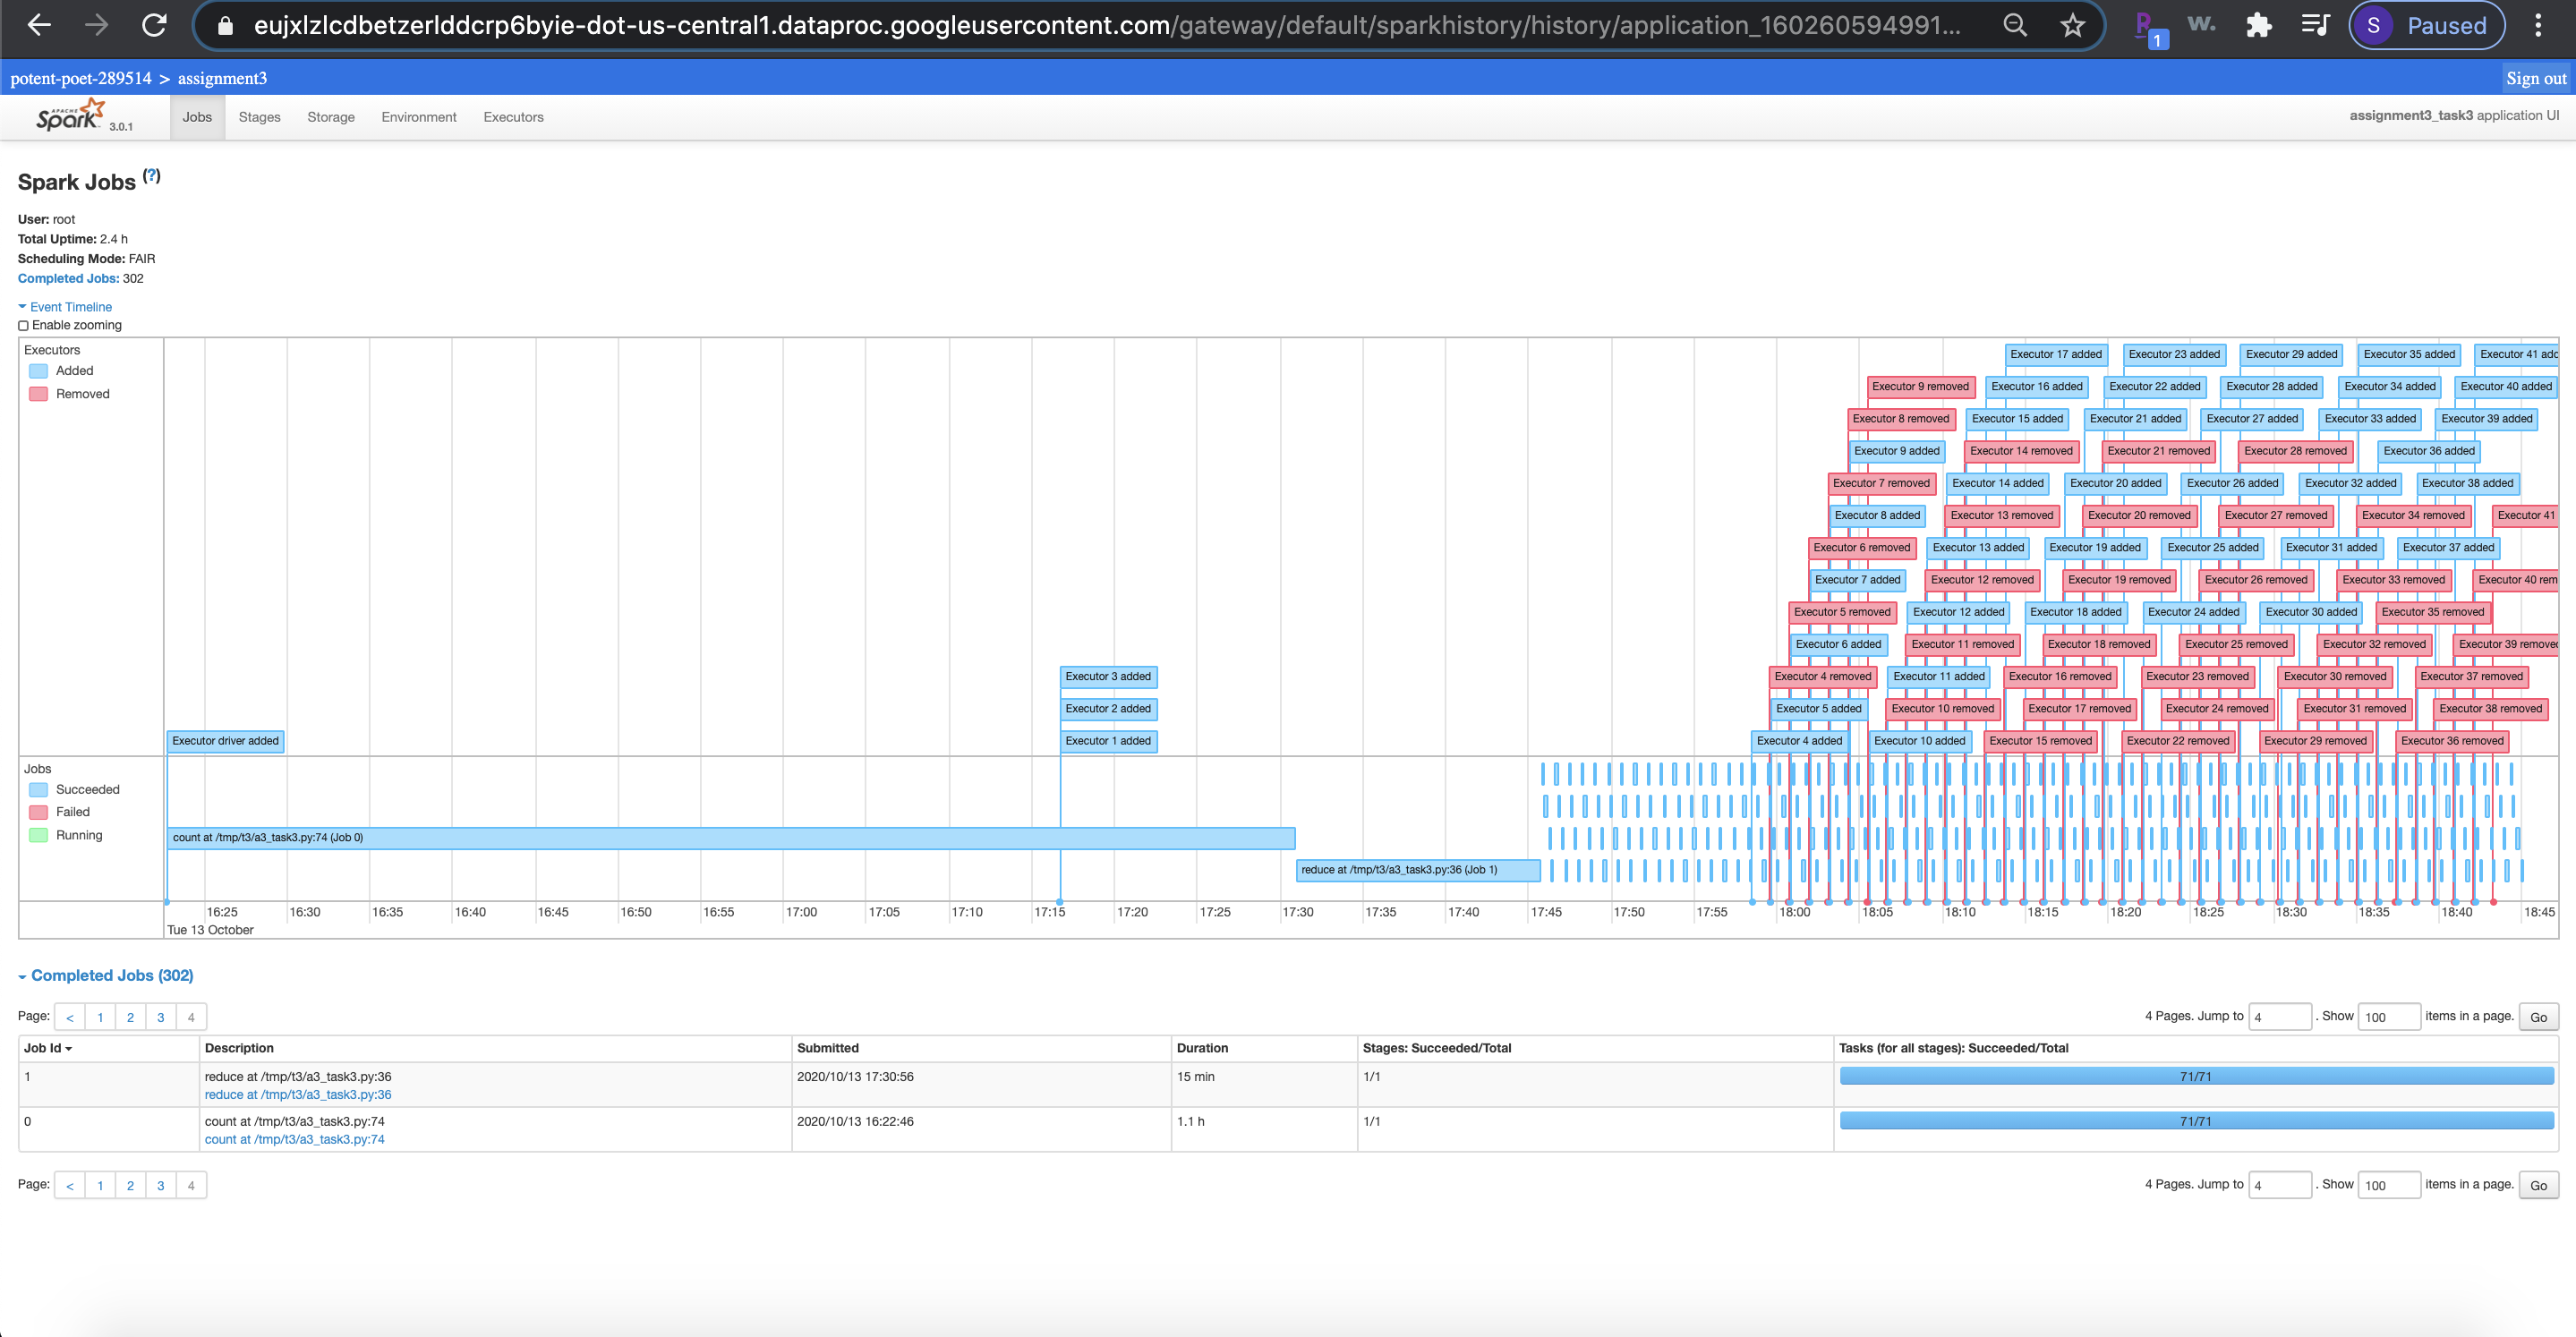 eujxlzlcdbetzerlddcrp6byie-dot-us-central1.dataproc.googleusercontent.com/gateway/default/sparkhistory/history/application_160260594991...
1
W.
S Paused
potent-poet-289514 > assignment3
Sign out
APACHE Spark 3.0.1
Jobs Stages Storage Environment Executors
assignment3_task3 application UI
Spark Jobs (?)
User: root
Total Uptime: 2.4 h
Scheduling Mode: FAIR
Completed Jobs: 302
Event Timeline
Enable zooming
Executors
Added
Removed
Executor 17 added Executor 23 added Executor 29 added Executor 35 added Executor 41 add
Executor 9 removed Executor 16 added Executor 22 added Executor 28 added Executor 34 added Executor 40 added
Executor 8 removed Executor 15 added Executor 21 added Executor 27 added Executor 33 added Executor 39 added
Executor 9 added Executor 14 removed Executor 21 removed Executor 28 removed Executor 36 added
Executor 7 removed Executor 14 added Executor 20 added Executor 26 added Executor 32 added Executor 38 added
Executor 8 added Executor 13 removed Executor 20 removed Executor 27 removed Executor 34 removed Executor 41
Executor 6 removed Executor 13 added Executor 19 added Executor 25 added Executor 31 added Executor 37 added
Executor 7 added Executor 12 removed Executor 19 removed Executor 26 removed Executor 33 removed Executor 40 rem
Executor 5 removed Executor 12 added Executor 18 added Executor 24 added Executor 30 added Executor 35 removed
Executor 6 added Executor 11 removed Executor 18 removed Executor 25 removed Executor 32 removed Executor 39 remove
Executor 3 added Executor 4 removed Executor 11 added Executor 16 removed Executor 23 removed Executor 30 removed Executor 37 removed
Executor 2 added Executor 5 added Executor 10 removed Executor 17 removed Executor 24 removed Executor 31 removed Executor 38 removed
Executor driver added Executor 1 added Executor 4 added Executor 10 added Executor 15 removed Executor 22 removed Executor 29 removed Executor 36 removed
Jobs
Succeeded
Failed
Running
count at /tmp/t3/a3_task3.py:74 (Job 0)
reduce at /tmp/t3/a3_task3.py:36 (Job 1)
16:25 16:30 16:35 16:40 16:45 16:50 16:55 17:00 17:05 17:10 17:15 17:20 17:25 17:30 17:35 17:40 17:45 17:50 17:55 18:00 18:05 18:10 18:15 18:20 18:25 18:30 18:35 18:40 18:45
Tue 13 October
Completed Jobs (302)
Page: < 1 2 3 4
4 Pages. Jump to 4 . Show 100 items in a page. Go
Job Id Description Submitted Duration Stages: Succeeded/Total Tasks (for all stages): Succeeded/Total
1 reduce at /tmp/t3/a3_task3.py:36 2020/10/13 17:30:56 15 min 1/1 71/71
reduce at /tmp/t3/a3_task3.py:36
0 count at /tmp/t3/a3_task3.py:74 2020/10/13 16:22:46 1.1 h 1/1 71/71
count at /tmp/t3/a3_task3.py:74
Page: < 1 2 3 4
4 Pages. Jump to 4 . Show 100 items in a page. Go